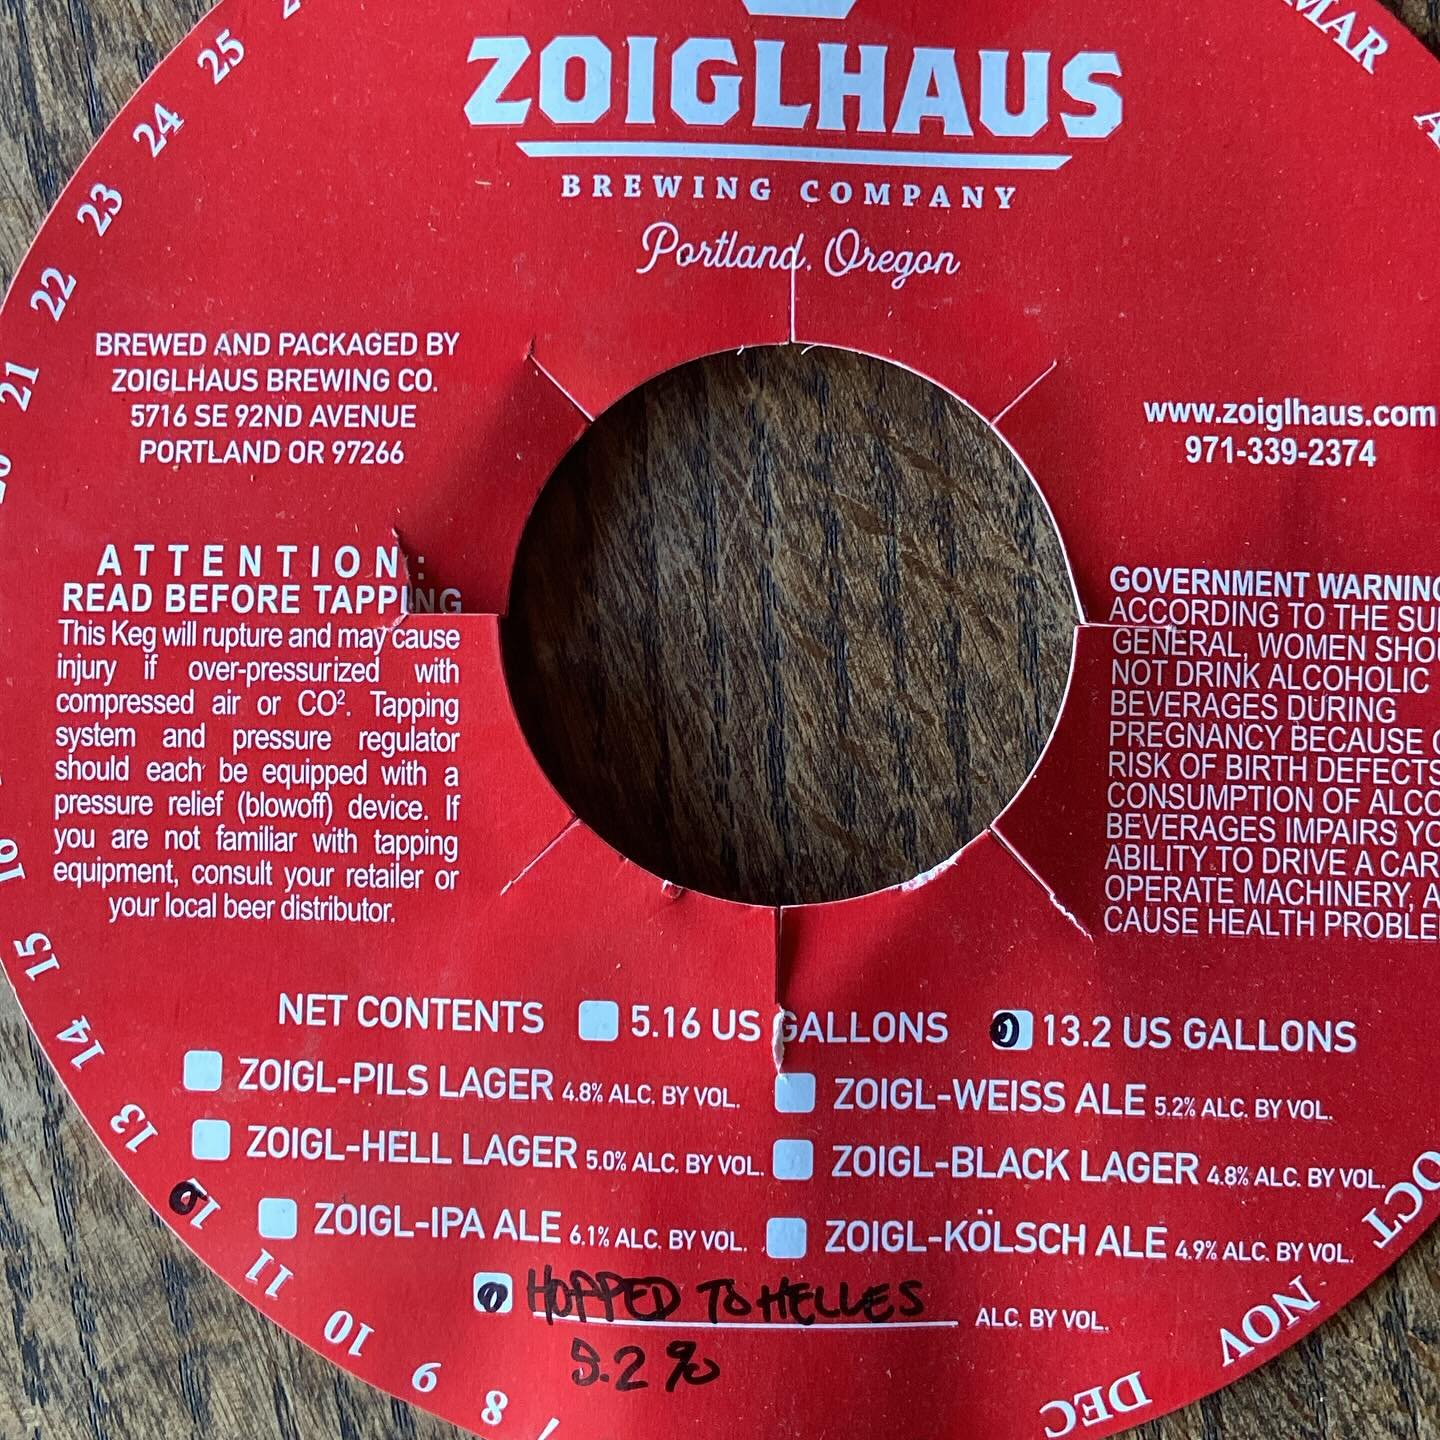 ZOIGLHAUS
BREWING COMPANY
Portland, Oregon
BREWED AND PACKAGED BY
ZOIGLHAUS BREWING CO.
5716 SE 92ND AVENUE
PORTLAND OR 97266
www.zoiglhaus.com
971-339-2374
ATTENTION:
READ BEFORE TAPPING
This Keg will rupture and may cause
injury if over-pressurized with
compressed air or CO². Tapping
system and pressure regulator
should each be equipped with a
pressure relief (blowoff) device. If
you are not familiar with tapping
equipment, consult your retailer or
your local beer distributor.
GOVERNMENT WARNING
ACCORDING TO THE
GENERAL, WOMEN
NOT DRINK ALCOHOLIC
BEVERAGES DURING
PREGNANCY BECAUSE
RISK OF BIRTH DEFECTS
CONSUMPTION OF
BEVERAGES IMPAIRS
ABILITY TO DRIVE A CAR
OPERATE MACHINERY,
CAUSE HEALTH
NET CONTENTS 5.16 US GALLONS 13.2 US GALLONS
ZOIGL-PILS LAGER 4.8% ALC. BY VOL. ZOIGL-WEISS ALE 5.2% ALC. BY VOL.
ZOIGL-HELL LAGER 5.0% ALC. BY VOL. ZOIGL-BLACK LAGER 4.8% ALC. BY VOL.
ZOIGL-IPA ALE 6.1% ALC. BY VOL. ZOIGL-KÖLSCH ALE 4.9% ALC. BY VOL.
HOPPED TO HELLES ALC. BY VOL.
5.2%
25
24
23
22
21
16
15
14
13
12
11
10
9
8
7
MAR
OCT
NOV
DEC